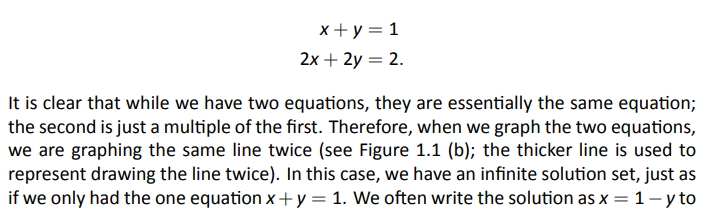 x + y = 1
2x + 2y = 2.
It is clear that while we have two equations, they are essentially the same equation;
the second is just a multiple of the first. Therefore, when we graph the two equations,
we are graphing the same line twice (see Figure 1.1 (b); the thicker line is used to
represent drawing the line twice). In this case, we have an infinite solution set, just as
if we only had the one equation x + y = 1. We often write the solution as x = 1 − y to